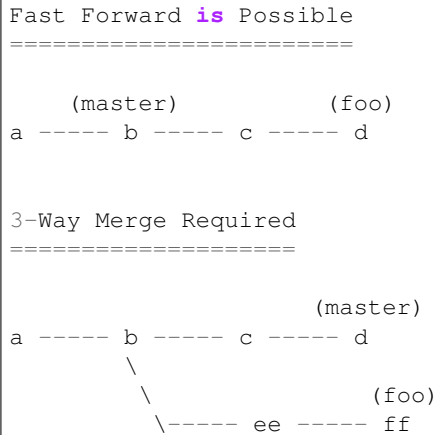 Fast Forward is Possible
========================
    (master)          (foo)
a ----- b ----- c ----- d
3-Way Merge Required
====================
                     (master)
a ----- b ----- c ----- d
        \
         \               (foo)
          \----- ee ----- ff